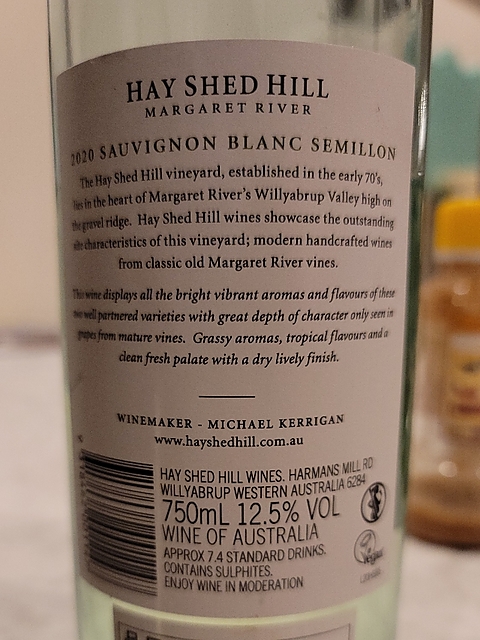 HAY SHED HILL
MARGARET RIVER
2020 SAUVIGNON BLANC SEMILLON
The Hay Shed Hill vineyard, established in the early 70's,
lies in the heart of Margaret River's Willyabrup Valley high on
the gravel ridge. Hay Shed Hill wines showcase the outstanding
site characteristics of this vineyard; modern handcrafted wines
from classic old Margaret River vines.
This wine displays all the bright vibrant aromas and flavours of these
two well partnered varieties with great depth of character only seen in
grapes from mature vines. Grassy aromas, tropical flavours and a
clean fresh palate with a dry lively finish.
WINEMAKER - MICHAEL KERRIGAN
www.hayshedhill.com.au
HAY SHED HILL WINES. HARMANS MILL RD
WILLYABRUP WESTERN AUSTRALIA 6284
750mL 12.5% VOL
WINE OF AUSTRALIA
APPROX 7.4 STANDARD DRINKS.
CONTAINS SULPHITES.
ENJOY WINE IN MODERATION
vegan